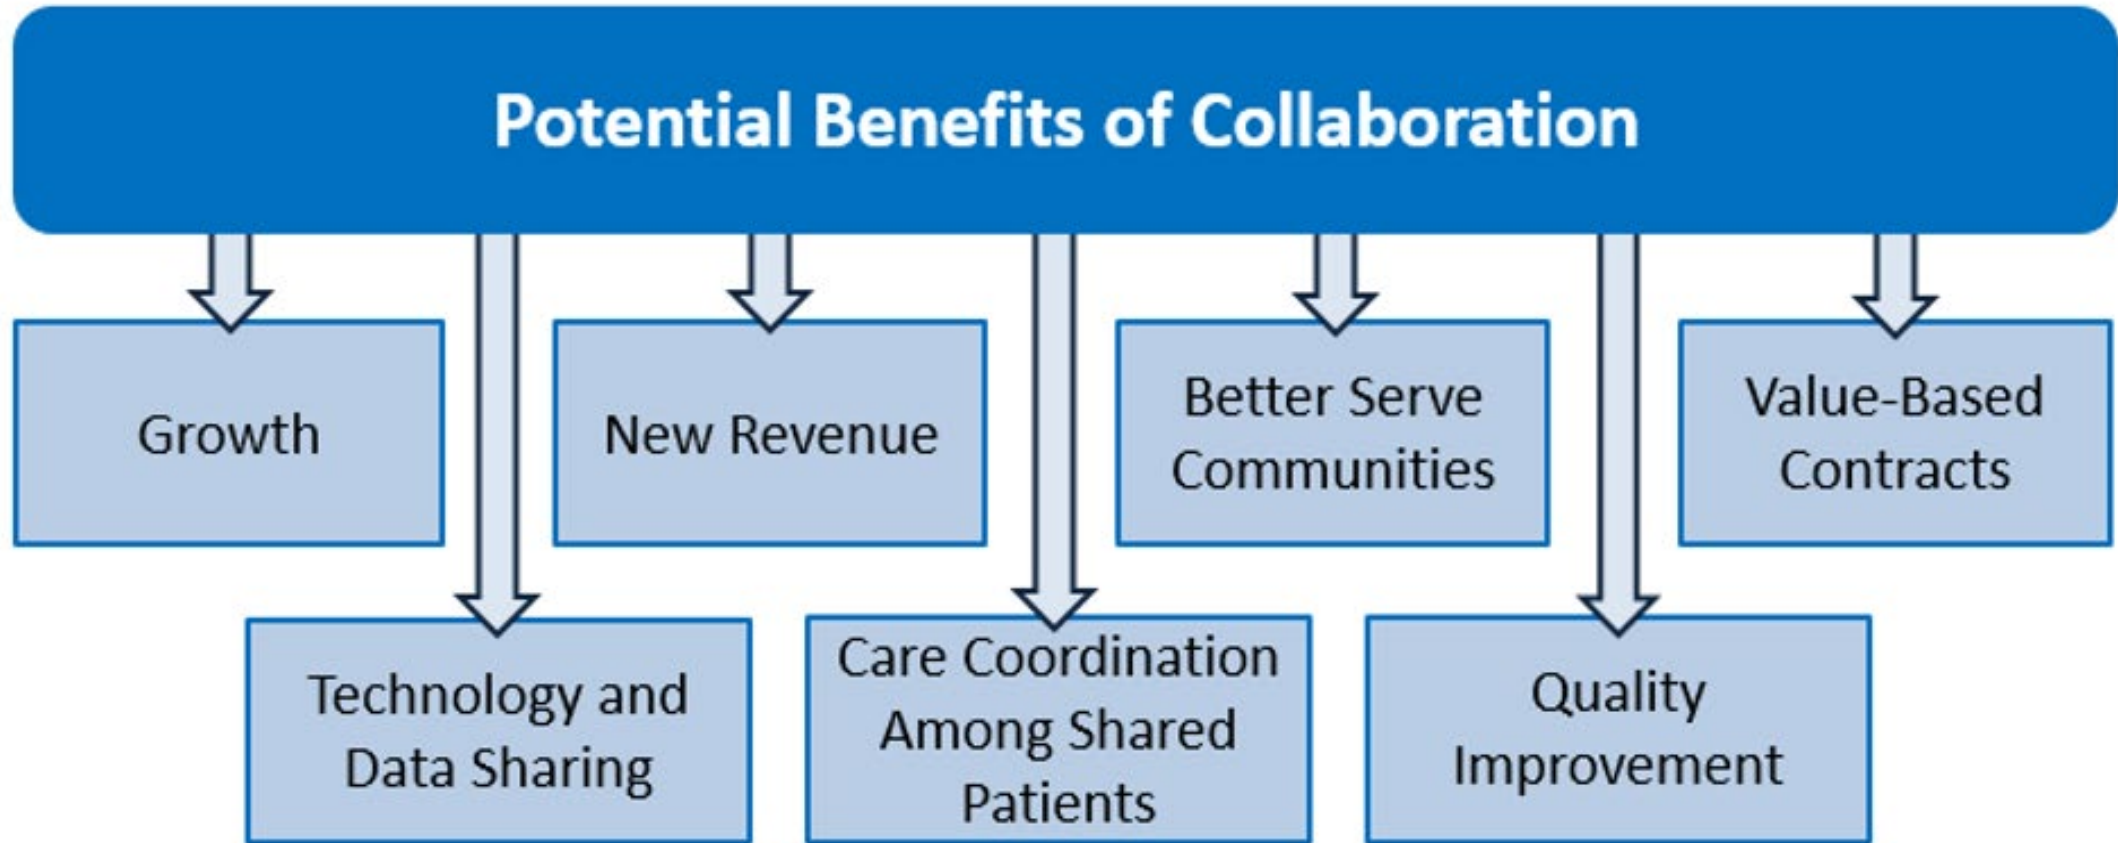 Potential Benefits of Collaboration
Growth
New Revenue
Better Serve
Communities
Value-Based
Contracts
Technology and
Data Sharing
Care Coordination
Among Shared
Patients
Quality
Improvement